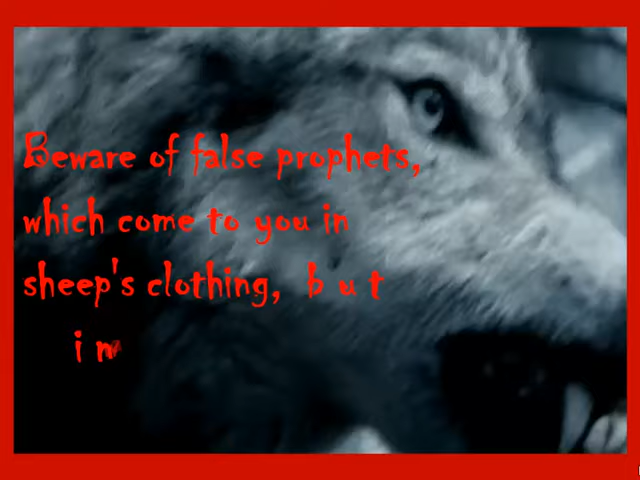 Beware of false prophets,
which come to you in
sheep's clothing, b u t
i n